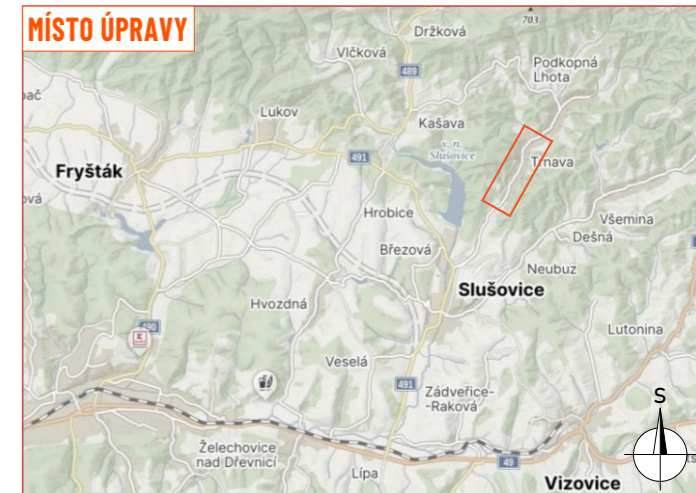 MÍSTO ÚPRAVY
703
Držková
Vlčková
489
Podkopná
Lhota
Lukov
Kašava
491
v. n.
Slušovice
Trnava
Fryšták
Hrobice
Všemina
Březová
Dešná
Neubuz
Slušovice
Hvozdná
490
Lutonina
Veselá
491
Zádveřice-
-Raková
S
Želechovice
nad Dřevnicí
Lípa
49
Vizovice